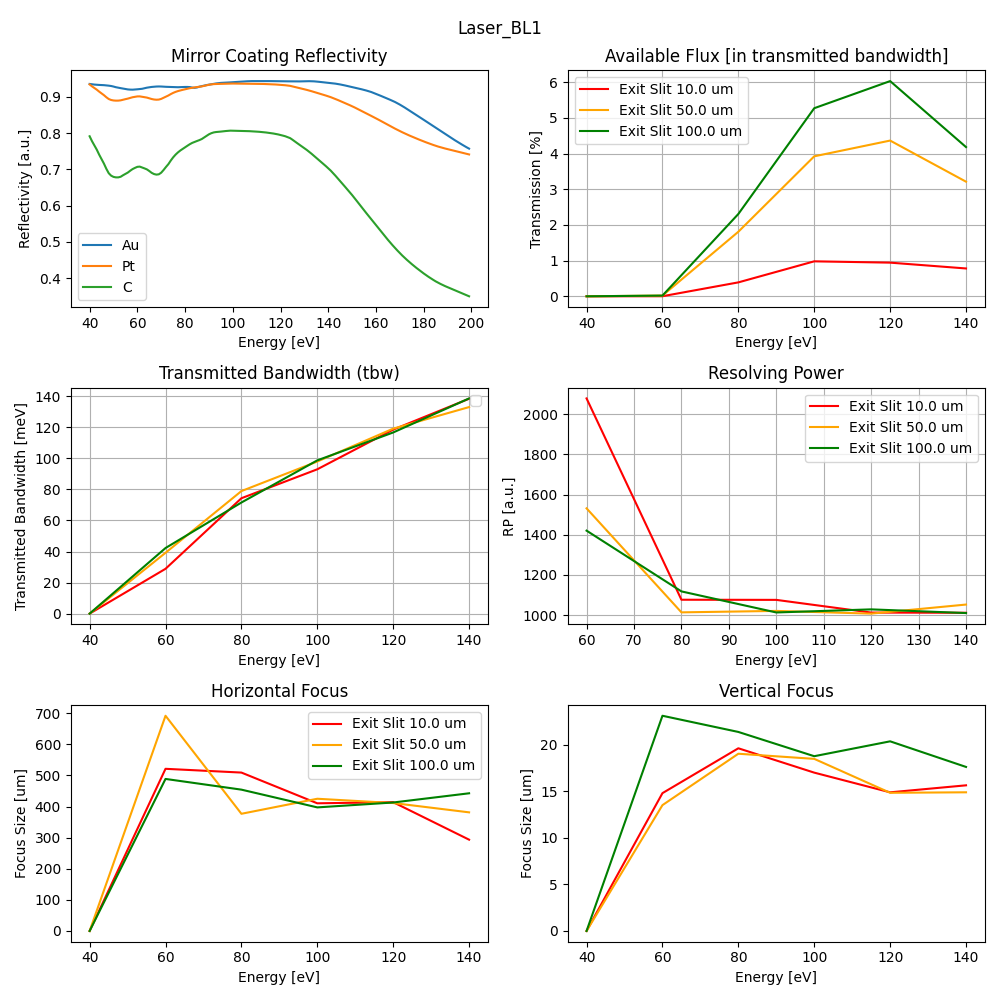 Laser_BL1
Mirror Coating Reflectivity
Reflectivity [a.u.]
0.9
0.8
0.7
0.6
0.5
0.4
Au
Pt
C
40 60 80 100 120 140 160 180 200
Energy [eV]
Available Flux [in transmitted bandwidth]
Transmission [%]
6
5
4
3
2
1
0
Exit Slit 10.0 um
Exit Slit 50.0 um
Exit Slit 100.0 um
40 60 80 100 120 140
Energy [eV]
Transmitted Bandwidth (tbw)
Transmitted Bandwidth [meV]
140
120
100
80
60
40
20
0
40 60 80 100 120 140
Energy [eV]
Resolving Power
RP [a.u.]
2000
1800
1600
1400
1200
1000
Exit Slit 10.0 um
Exit Slit 50.0 um
Exit Slit 100.0 um
60 70 80 90 100 110 120 130 140
Energy [eV]
Horizontal Focus
Focus Size [um]
700
600
500
400
300
200
100
0
Exit Slit 10.0 um
Exit Slit 50.0 um
Exit Slit 100.0 um
40 60 80 100 120 140
Energy [eV]
Vertical Focus
Focus Size [um]
20
15
10
5
0
40 60 80 100 120 140
Energy [eV]